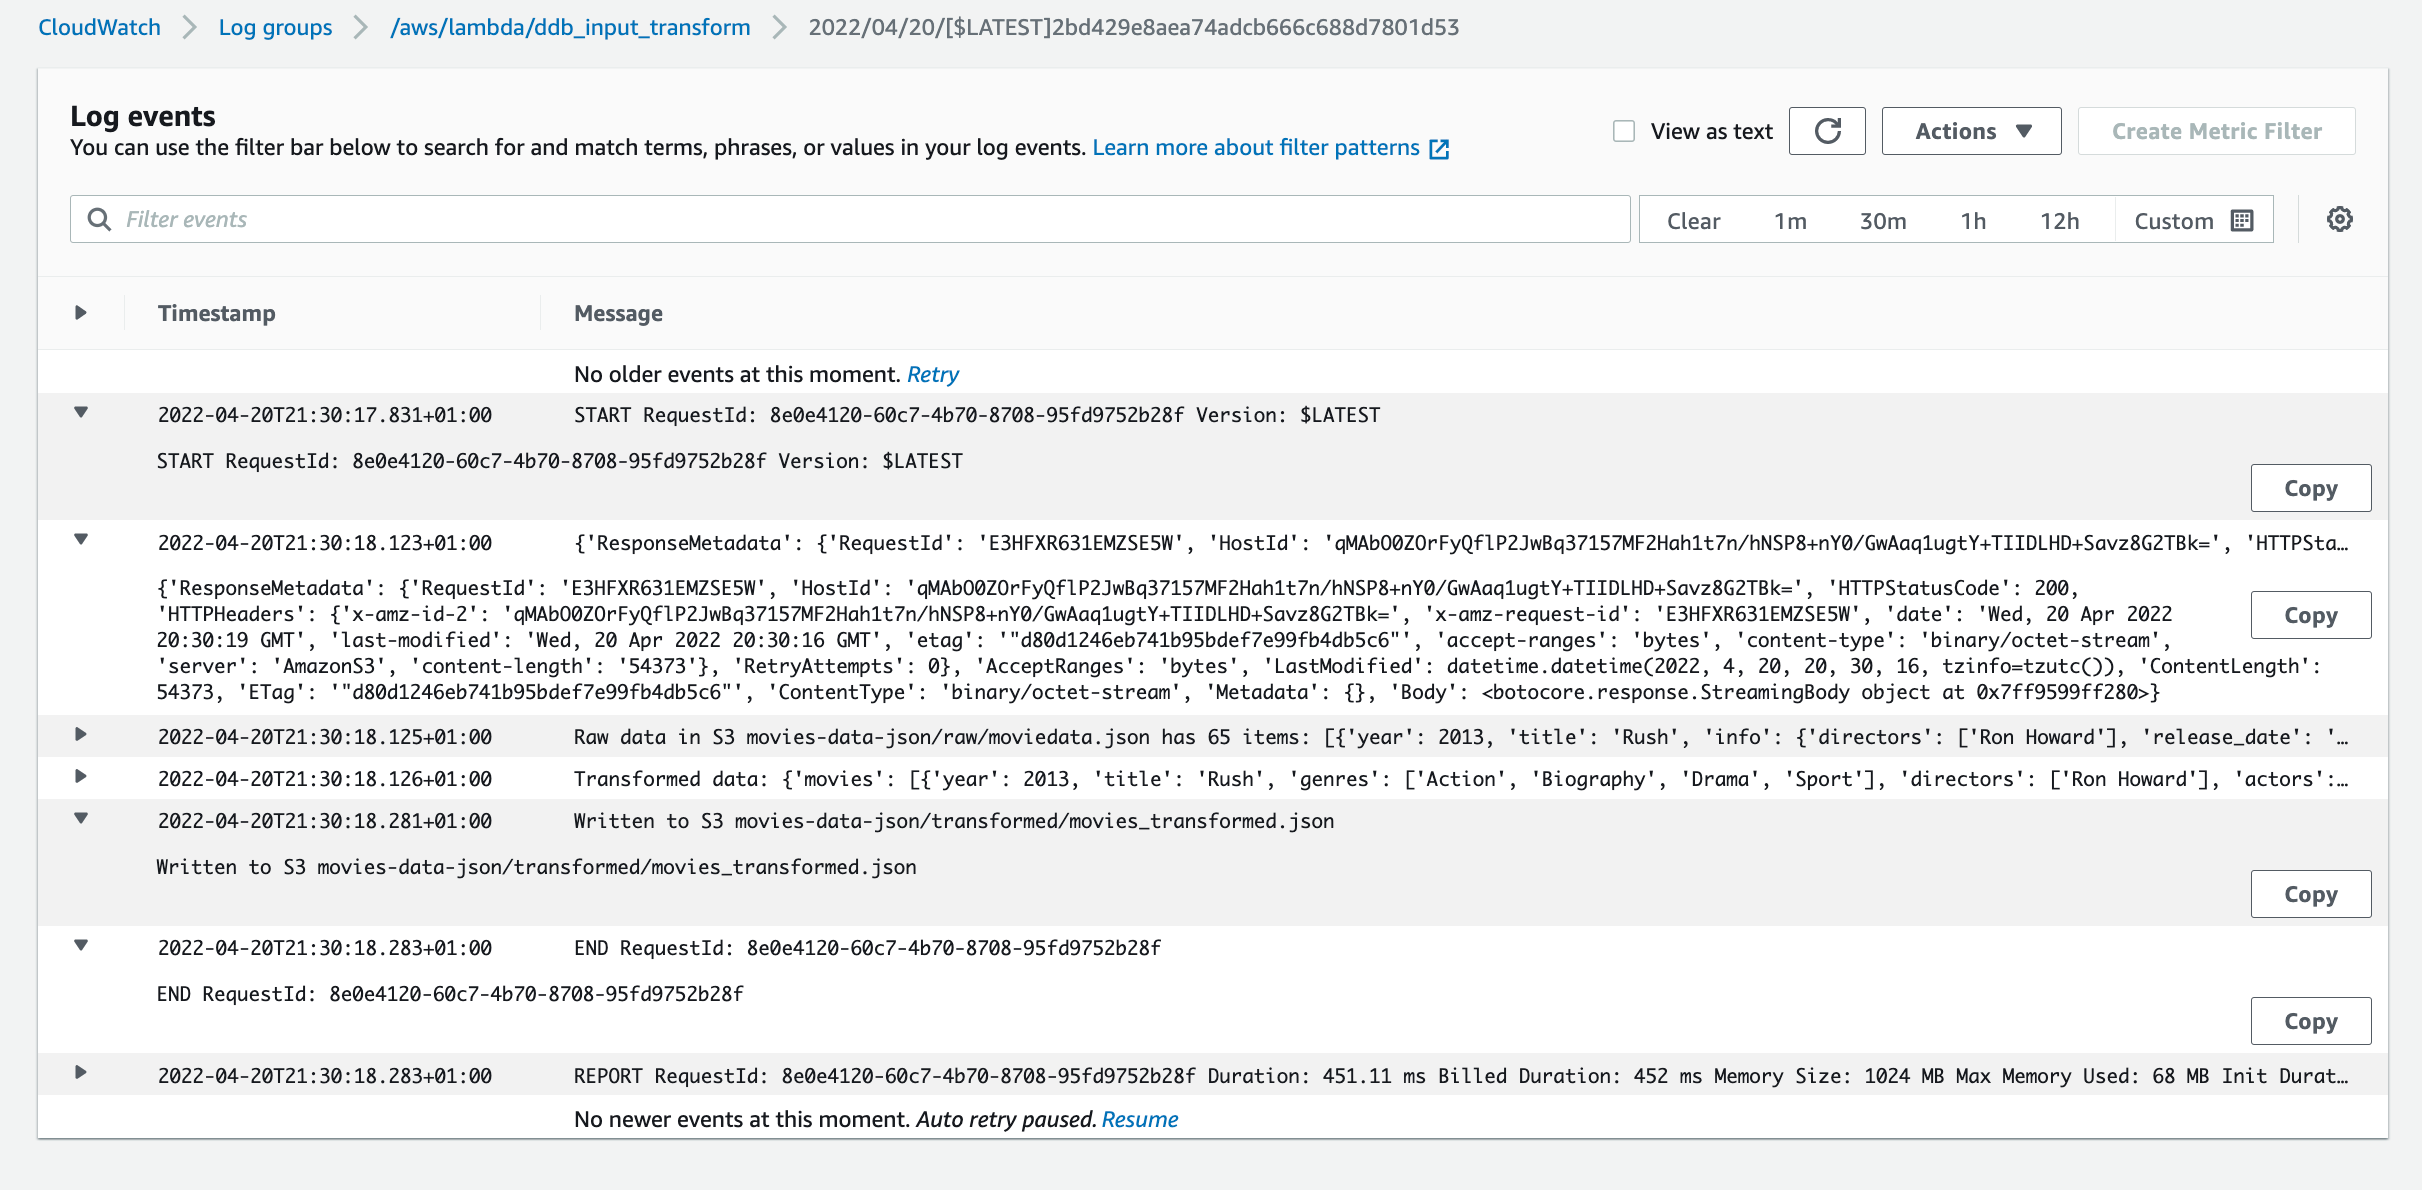 CloudWatch > Log groups > /aws/lambda/ddb_input_transform > 2022/04/20/[$LATEST]2bd429e8aea74adcb666c688d7801d53
Log events
You can use the filter bar below to search for and match terms, phrases, or values in your log events. Learn more about filter patterns
View as text
Actions
Create Metric Filter
Filter events
Clear 1m 30m 1h 12h Custom
Timestamp Message
No older events at this moment. Retry
2022-04-20T21:30:17.831+01:00 START RequestId: 8e0e4120-60c7-4b70-8708-95fd9752b28f Version: $LATEST
START RequestId: 8e0e4120-60c7-4b70-8708-95fd9752b28f Version: $LATEST
Copy
2022-04-20T21:30:18.123+01:00 {'ResponseMetadata': {'RequestId': 'E3HFXR631EMZSE5W', 'HostId': 'qMAbO0ZOrFyQflP2JwBq37157MF2Hah1t7n/hNSP8+nY0/GwAaq1ugtY+TIIDLHD+Savz8G2TBk=', 'HTTPSta…
{'ResponseMetadata': {'RequestId': 'E3HFXR631EMZSE5W', 'HostId': 'qMAbO0ZOrFyQflP2JwBq37157MF2Hah1t7n/hNSP8+nY0/GwAaq1ugtY+TIIDLHD+Savz8G2TBk=', 'HTTPStatusCode': 200,
'HTTPHeaders': {'x-amz-id-2': 'qMAbO0ZOrFyQflP2JwBq37157MF2Hah1t7n/hNSP8+nY0/GwAaq1ugtY+TIIDLHD+Savz8G2TBk=', 'x-amz-request-id': 'E3HFXR631EMZSE5W', 'date': 'Wed, 20 Apr 2022
20:30:19 GMT', 'last-modified': 'Wed, 20 Apr 2022 20:30:16 GMT', 'etag': '"d80d1246eb741b95bdef7e99fb4db5c6"', 'accept-ranges': 'bytes', 'content-type': 'binary/octet-stream',
'server': 'AmazonS3', 'content-length': '54373'}, 'RetryAttempts': 0}, 'AcceptRanges': 'bytes', 'LastModified': datetime.datetime(2022, 4, 20, 20, 30, 16, tzinfo=tzutc()), 'ContentLength':
54373, 'ETag': '"d80d1246eb741b95bdef7e99fb4db5c6"', 'ContentType': 'binary/octet-stream', 'Metadata': {}, 'Body': <botocore.response.StreamingBody object at 0x7ff9599ff280>}
Copy
2022-04-20T21:30:18.125+01:00 Raw data in S3 movies-data-json/raw/moviedata.json has 65 items: [{'year': 2013, 'title': 'Rush', 'info': {'directors': ['Ron Howard'], 'release_date': '…
2022-04-20T21:30:18.126+01:00 Transformed data: {'movies': [{'year': 2013, 'title': 'Rush', 'genres': ['Action', 'Biography', 'Drama', 'Sport'], 'directors': ['Ron Howard'], 'actors':…
2022-04-20T21:30:18.281+01:00 Written to S3 movies-data-json/transformed/movies_transformed.json
Written to S3 movies-data-json/transformed/movies_transformed.json
Copy
2022-04-20T21:30:18.283+01:00 END RequestId: 8e0e4120-60c7-4b70-8708-95fd9752b28f
END RequestId: 8e0e4120-60c7-4b70-8708-95fd9752b28f
Copy
2022-04-20T21:30:18.283+01:00 REPORT RequestId: 8e0e4120-60c7-4b70-8708-95fd9752b28f Duration: 451.11 ms Billed Duration: 452 ms Memory Size: 1024 MB Max Memory Used: 68 MB Init Durat…
No newer events at this moment. Auto retry paused. Resume